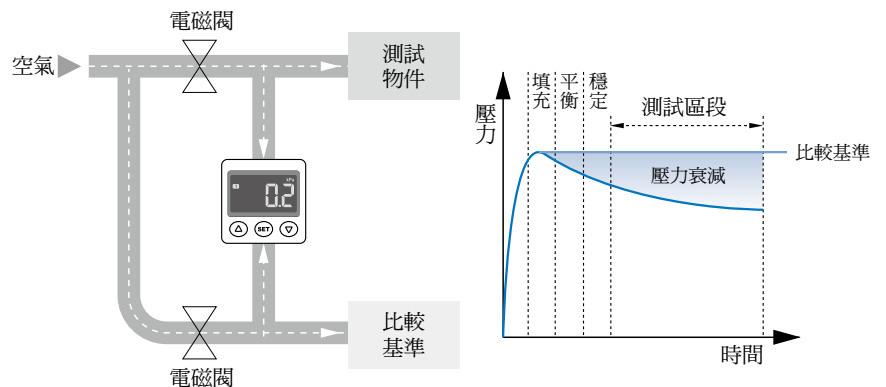 電磁閥
空氣
測試
物件
kPa
0.2
SET
比較
基準
電磁閥
壓力
填充
平衡
穩定
測試區段
比較基準
壓力衰減
時間